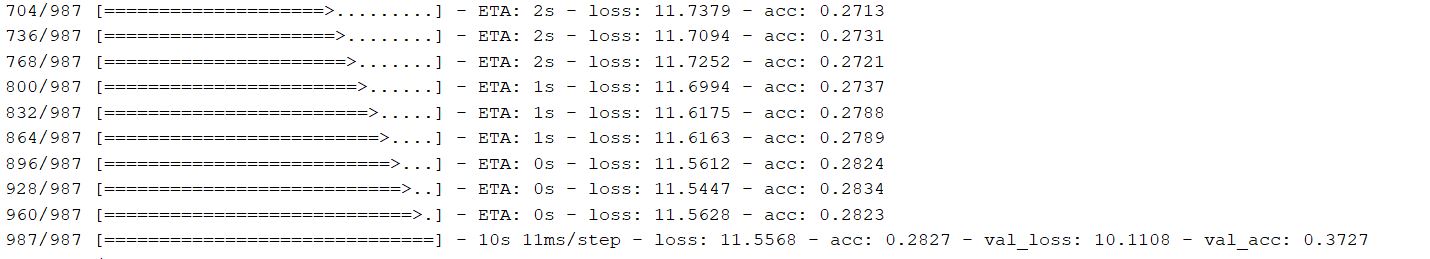 704/987 [====================>.........] - ETA: 2s - loss: 11.7379 - acc: 0.2713
736/987 [=====================>........] - ETA: 2s - loss: 11.7094 - acc: 0.2731
768/987 [======================>.......] - ETA: 2s - loss: 11.7252 - acc: 0.2721
800/987 [=======================>......] - ETA: 1s - loss: 11.6994 - acc: 0.2737
832/987 [========================>.....] - ETA: 1s - loss: 11.6175 - acc: 0.2788
864/987 [=========================>....] - ETA: 1s - loss: 11.6163 - acc: 0.2789
896/987 [==========================>...] - ETA: 0s - loss: 11.5612 - acc: 0.2824
928/987 [===========================>..] - ETA: 0s - loss: 11.5447 - acc: 0.2834
960/987 [============================>.] - ETA: 0s - loss: 11.5628 - acc: 0.2823
987/987 [==============================] - 10s 11ms/step - loss: 11.5568 - acc: 0.2827 - val_loss: 10.1108 - val_acc: 0.3727